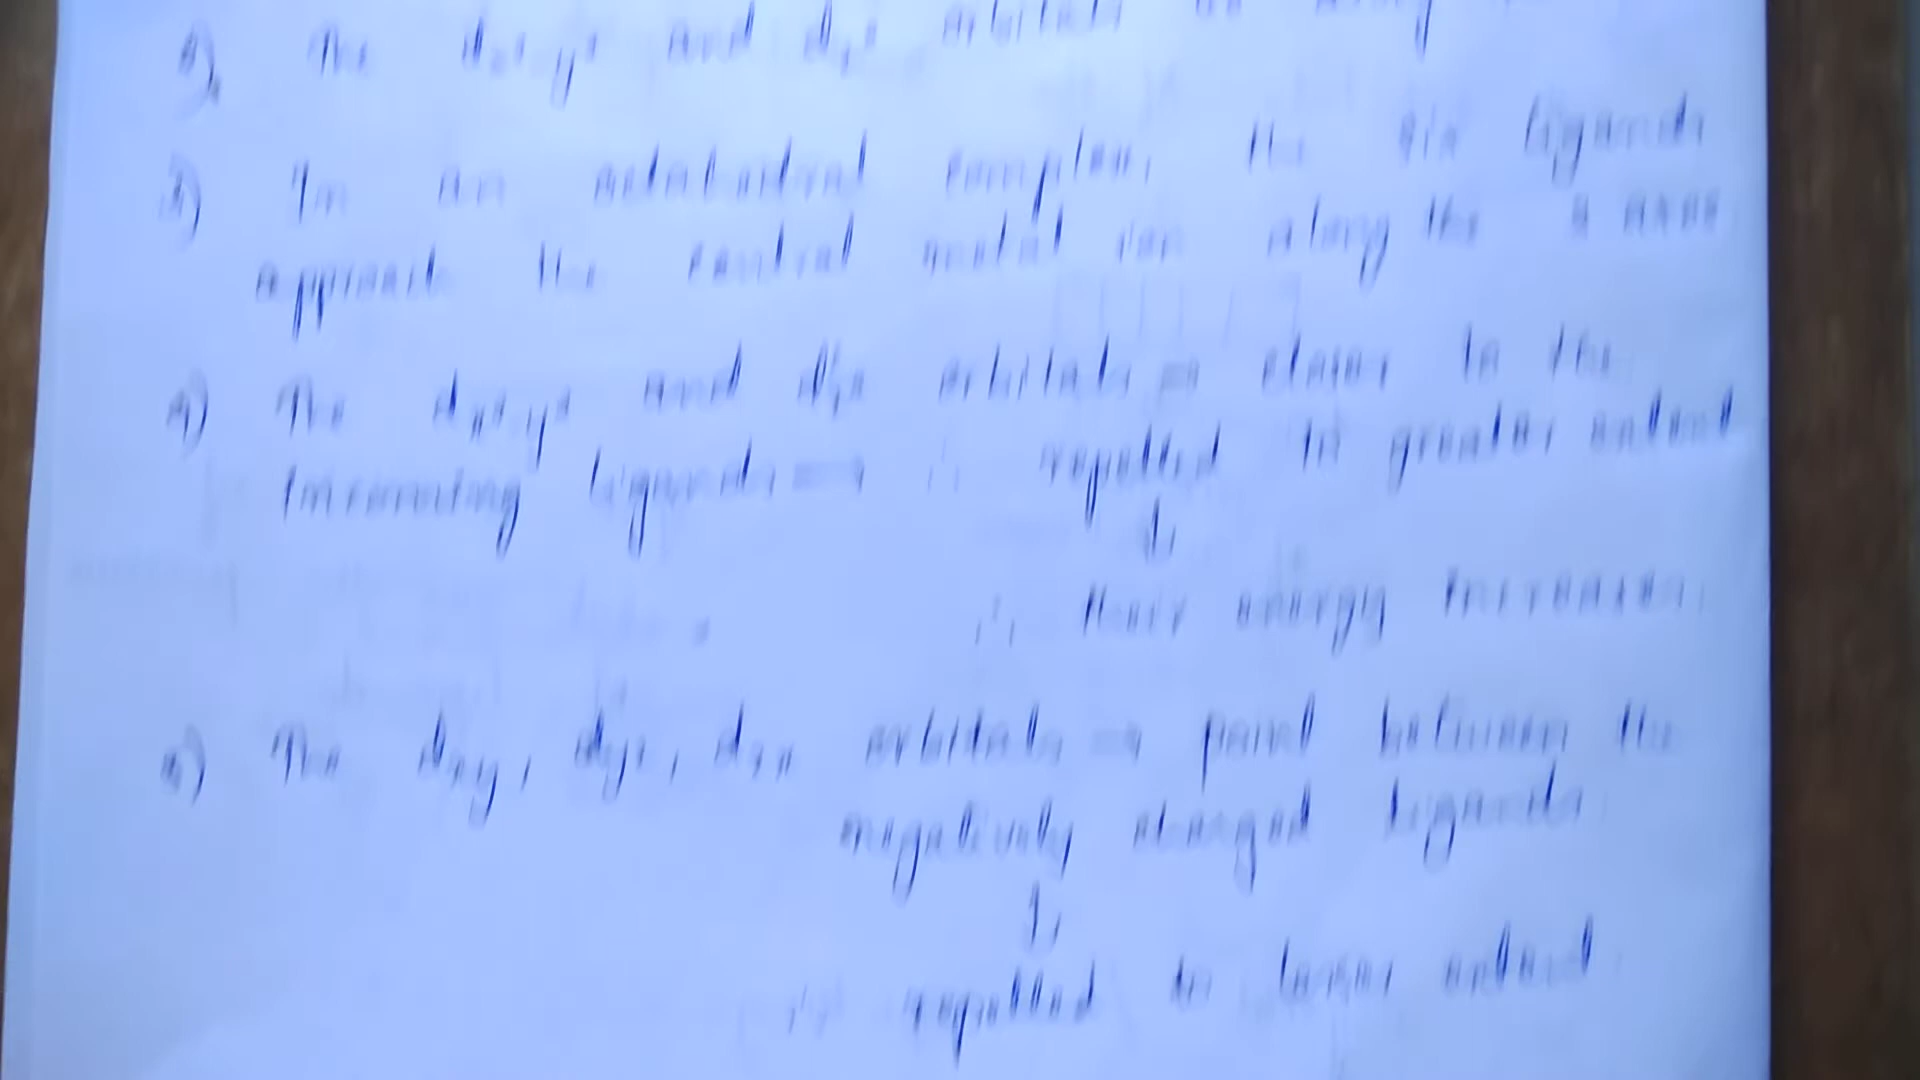 2) The dx²-y² and dz² orbitals
3) In an octahedral complex, the six ligands
approach the central metal ion along the axes
4) The dx²-y² and dz² orbitals ⇒ closer to the
incoming ligands ⇒ ∴ repelled to greater extent
↓
∴ their energy increases.
5) The dxy, dyz, dzx orbitals ⇒ point between the
negatively charged ligands.
↓
∴ repelled to lesser extent.